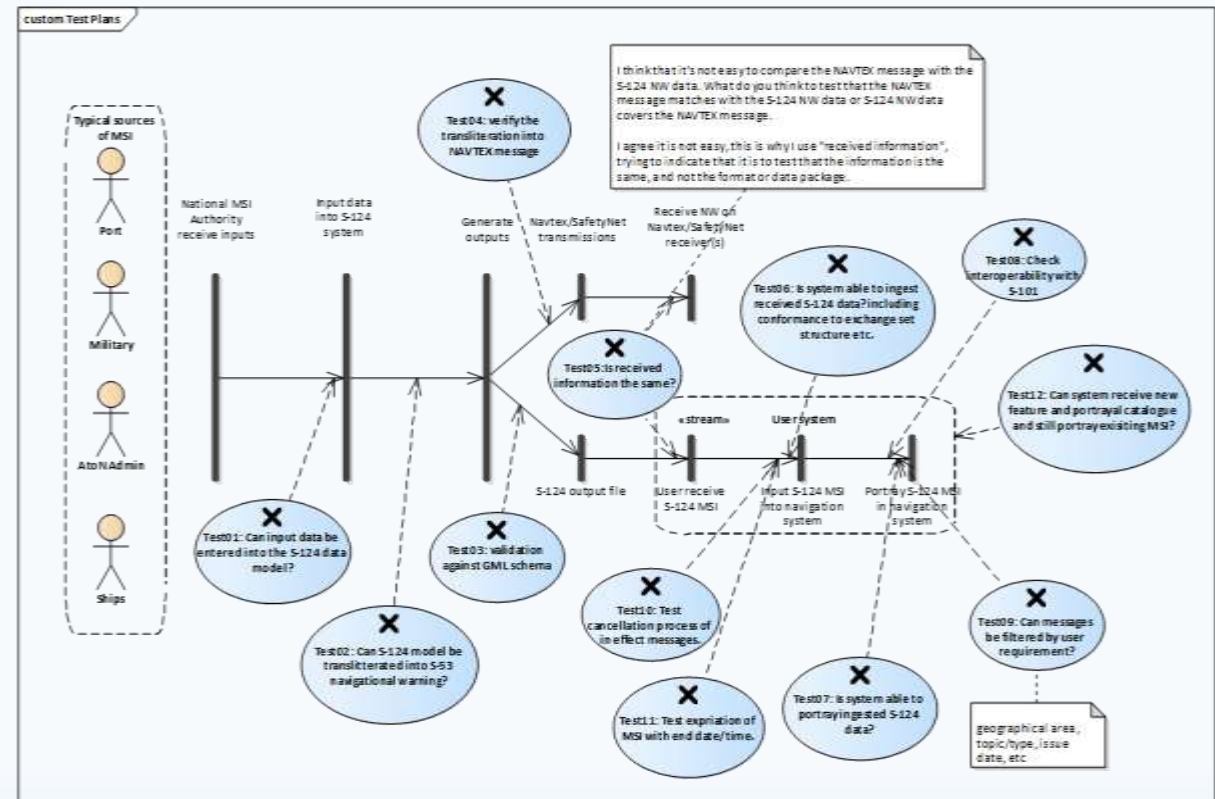 custom Test Plans
Typical sources
of MSI
Port
Military
AtoN Admin
Ships
National MSI
Authority
receive inputs
Input data
into S-124
system
Generate
outputs
Navtex/SafetyNet
transmissions
Receive NW on
Navtex/SafetyNet
receiver(s)
I think that it's not easy to compare the NAVTEX message with the
S-124 NW data. What do you think to test that the NAVTEX
message matches with the S-124 NW data or S-124 NW data
covers the NAVTEX message.
I agree it is not easy, this is why I use "received information",
trying to indicate that it is to test that the information is the
same, and not the format or data package.
Test04: verify the
transliteration into
NAVTEX message
Test05: Is received
information the same?
Test06: Is system able to ingest
received S-124 data? including
conformance to exchange set
structure etc.
Test08: Check
interoperability with
S-101
Test12: Can system receive new
feature and portrayal catalogue
and still portray exisiting MSI?
«stream»
User system
S-124 output file
User receive
S-124 MSI
Input S-124 MSI
into navigation
system
Portray S-124 MSI
in navigation
system
Test01: Can input data be
entered into the S-124 data
model?
Test02: Can S-124 model be
translitterated into S-53
navigational warning?
Test03: validation
against GML schema
Test10: Test
cancellation process of
in effect messages.
Test11: Test expriation of
MSI with end date/time.
Test07: Is system able to
portray ingested S-124
data?
Test09: Can messages
be filtered by user
requirement?
geographical area,
topic/type, issue
date, etc